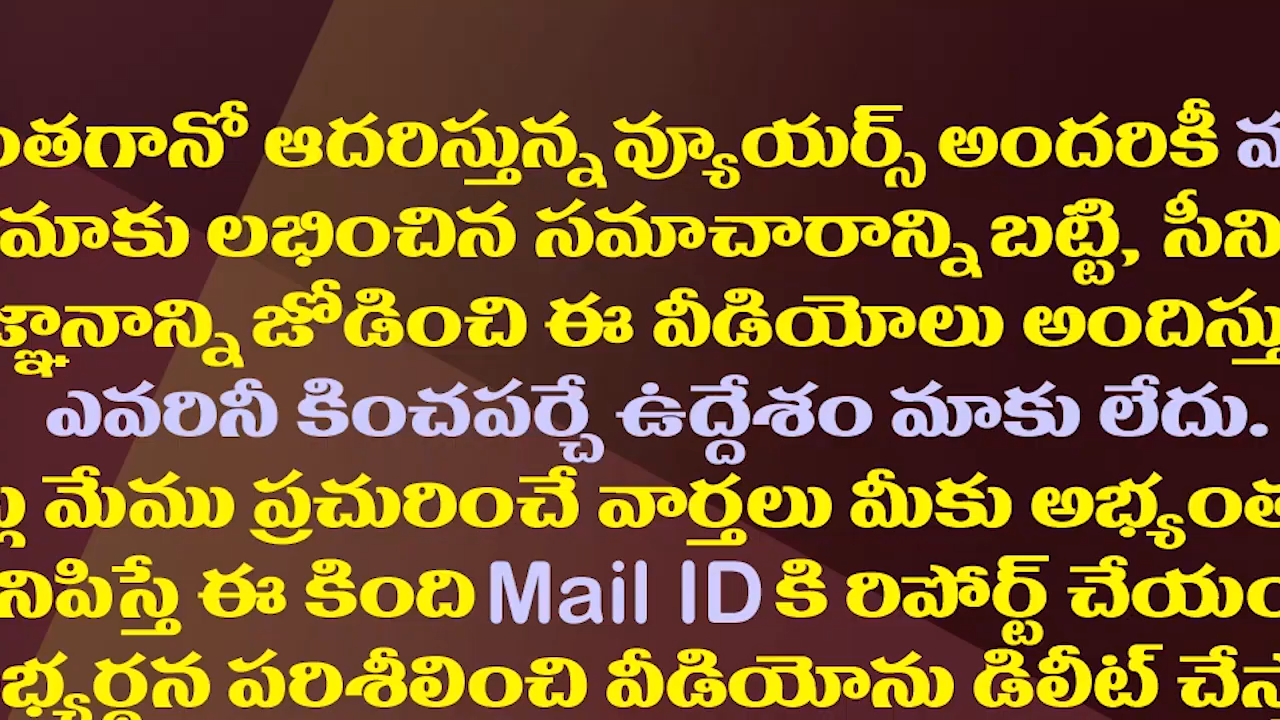 ఆదరిస్తున్న వ్యూయర్స్ అందరికీ
మాకు లభించిన సమాచారాన్ని బట్టి,
జోడించి ఈ వీడియోలు
ఎవరినీ కించపర్చే ఉద్దేశం మాకు లేదు.
మేము ప్రచురించే వార్తలు మీకు
ఈ కింది Mail ID కి రిపోర్ట్
పరిశీలించి వీడియోను డిలీట్